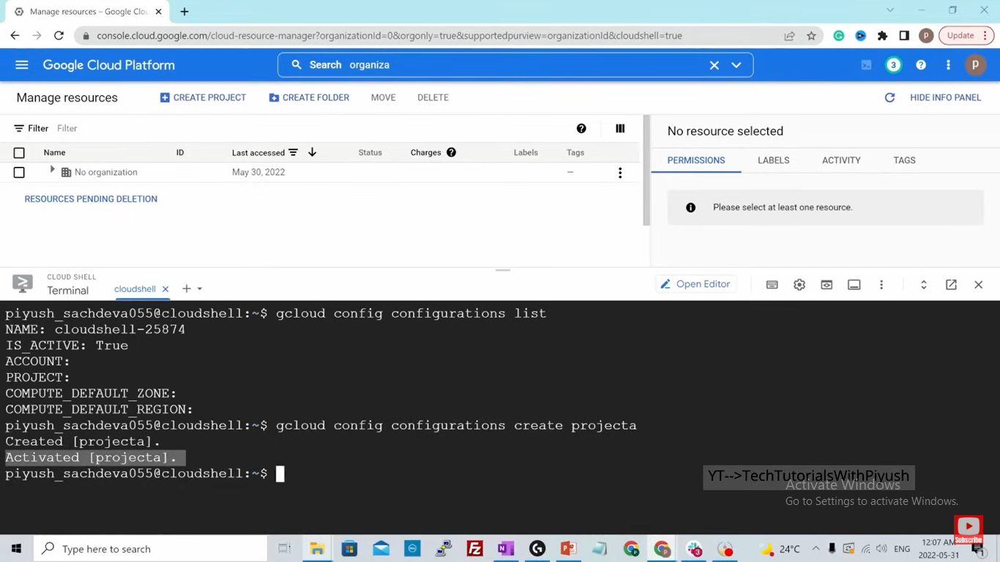 Manage resources – Google Clou
console.cloud.google.com/cloud-resource-manager?organizationId=0&orgonly=true&supportedpurview=organizationId&cloudshell=true
p
Update
Google Cloud Platform
Search organiza
3
p
Manage resources
CREATE PROJECT
CREATE FOLDER
MOVE
DELETE
HIDE INFO PANEL
Filter Filter
Name ID Last accessed Status Charges Labels Tags
No organization May 30, 2022 –
RESOURCES PENDING DELETION
No resource selected
PERMISSIONS LABELS ACTIVITY TAGS
Please select at least one resource.
CLOUD SHELL
Terminal
cloudshell
Open Editor
piyush_sachdeva055@cloudshell:~$ gcloud config configurations list
NAME: cloudshell-25874
IS_ACTIVE: True
ACCOUNT:
PROJECT:
COMPUTE_DEFAULT_ZONE:
COMPUTE_DEFAULT_REGION:
piyush_sachdeva055@cloudshell:~$ gcloud config configurations create projecta
Created [projecta].
Activated [projecta].
piyush_sachdeva055@cloudshell:~$
YT-->TechTutorialsWithPiyush
Activate Windows
Go to Settings to activate Windows.
Subscribe
Type here to search
24°C
ENG
12:07 AM
2022-05-31